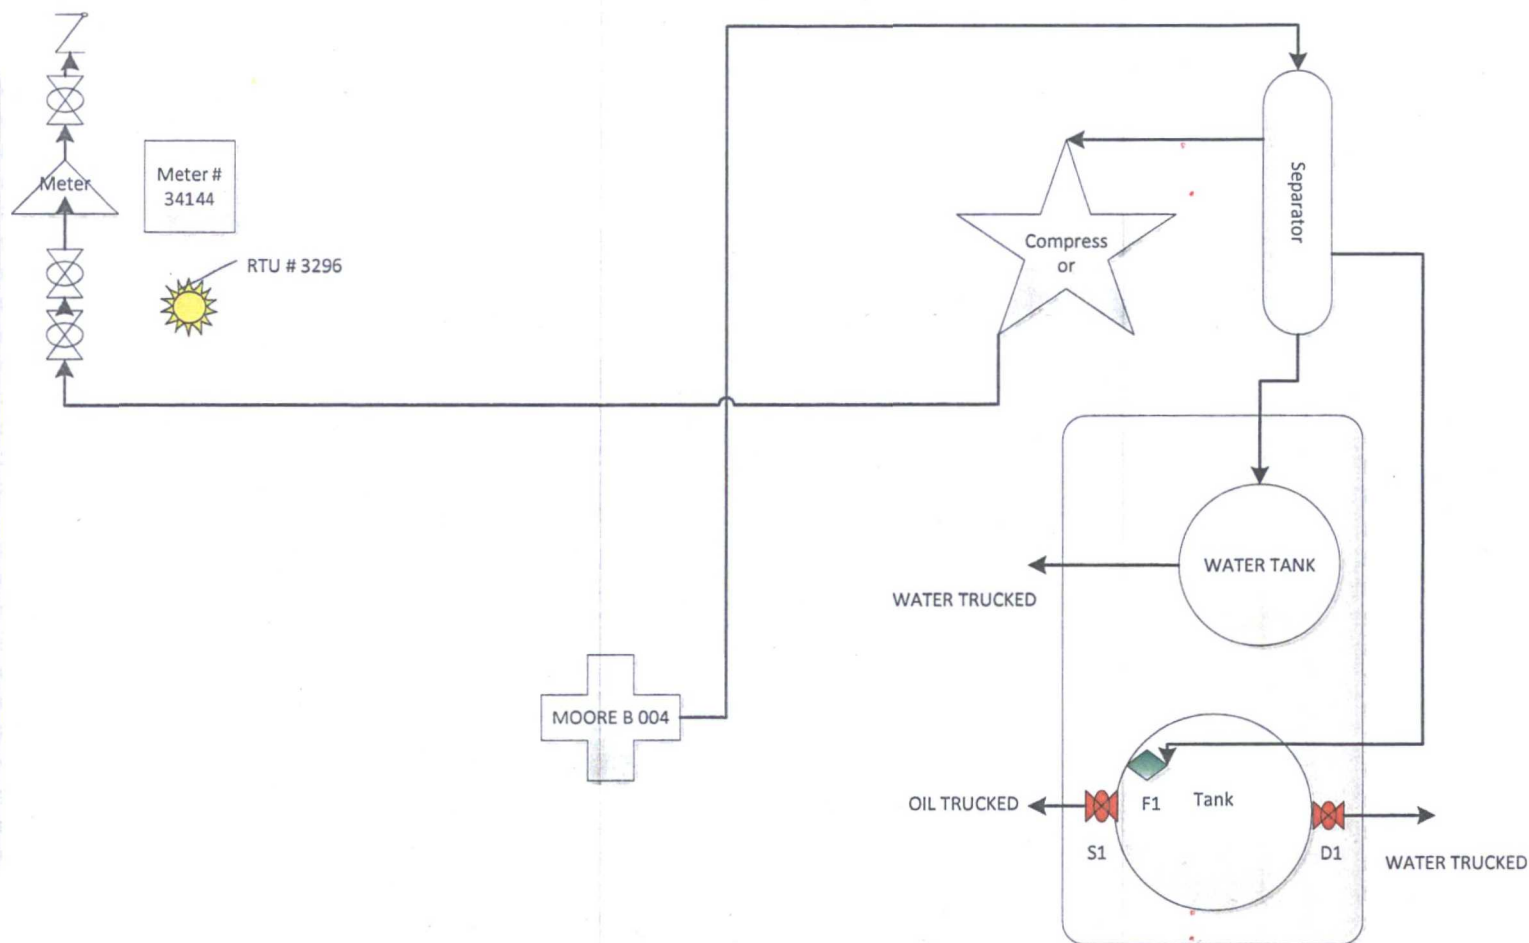 Meter
Meter #
34144
RTU # 3296
Compress
or
Separator
WATER TANK
WATER TRUCKED
MOORE B 004
OIL TRUCKED
F1
Tank
S1
D1
WATER TRUCKED